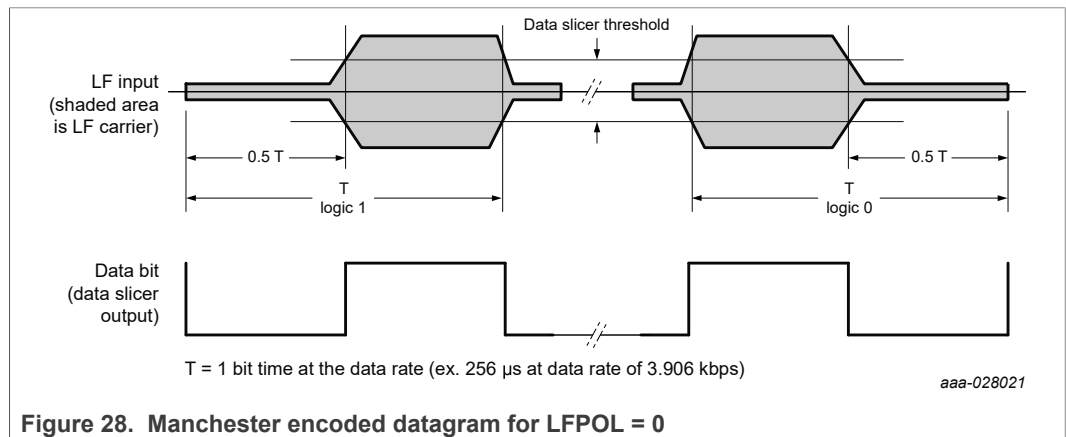 Data slicer threshold
LF input
(shaded area
is LF carrier)
0.5 T
0.5 T
T
logic 1
T
logic 0
Data bit
(data slicer
output)
T = 1 bit time at the data rate (ex. 256 μs at data rate of 3.906 kbps)
aaa-028021
Figure 28. Manchester encoded datagram for LFPOL = 0